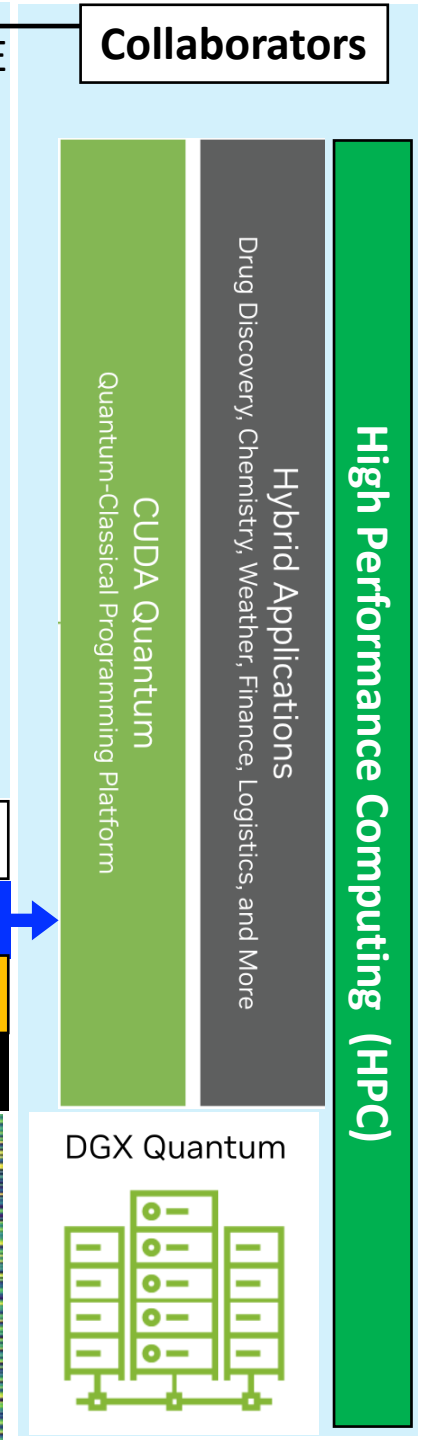 E
Collaborators
CUDA Quantum
Quantum-Classical Programming Platform
Hybrid Applications
Drug Discovery, Chemistry, Weather, Finance, Logistics, and More
High Performance Computing (HPC)
DGX Quantum